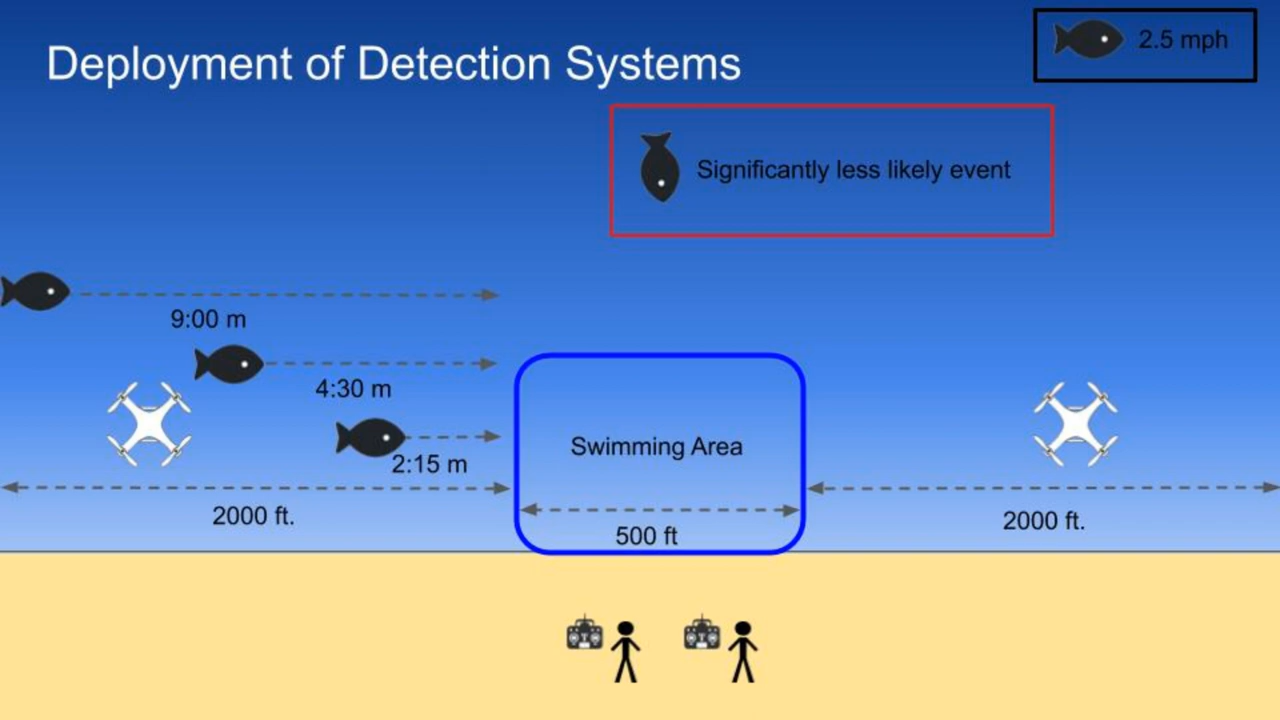 Deployment of Detection Systems
2.5 mph
Significantly less likely event
9:00 m
4:30 m
2:15 m
Swimming Area
2000 ft.
500 ft
2000 ft.